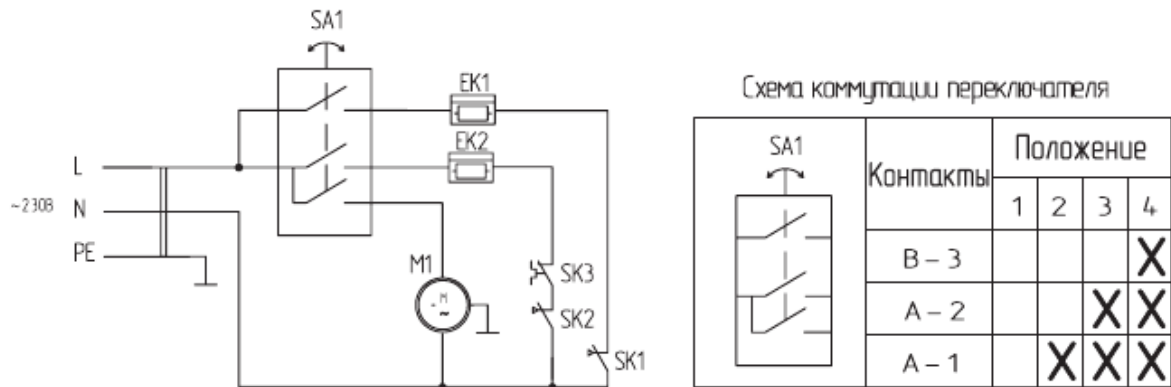 SA1
EK1
EK2
L
~230В N
PE
M1
М
~
SK3
SK2
SK1
Схема коммутации переключателя
SA1
Контакты
Положение
1 2 3 4
В – 3 X
А – 2 X X
А – 1 X X X